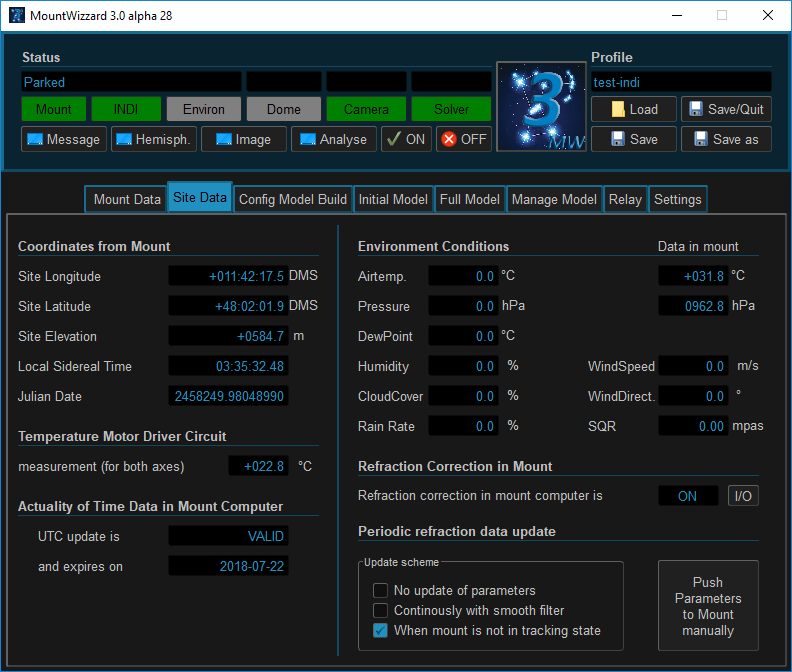 MountWizzard 3.0 alpha 28
Status
Profile
Parked
test-indi
Mount INDI Environ Dome Camera Solver
Load Save/Quit
Message Hemisph. Image Analyse ON OFF
Save Save as
3
MW
Mount Data Site Data Config Model Build Initial Model Full Model Manage Model Relay Settings
Coordinates from Mount
Site Longitude +011:42:17.5 DMS
Site Latitude +48:02:01.9 DMS
Site Elevation +0584.7 m
Local Sidereal Time 03:35:32.48
Julian Date 2458249.98048990
Temperature Motor Driver Circuit
measurement (for both axes) +022.8 °C
Actuality of Time Data in Mount Computer
UTC update is VALID
and expires on 2018-07-22
Environment Conditions Data in mount
Airtemp. 0.0 °C +031.8 °C
Pressure 0.0 hPa 0962.8 hPa
DewPoint 0.0 °C
Humidity 0.0 % WindSpeed 0.0 m/s
CloudCover 0.0 % WindDirect. 0.0 °
Rain Rate 0.0 % SQR 0.00 mpas
Refraction Correction in Mount
Refraction correction in mount computer is ON I/O
Periodic refraction data update
Update scheme
No update of parameters
Continously with smooth filter
When mount is not in tracking state
Push
Parameters
to Mount
manually